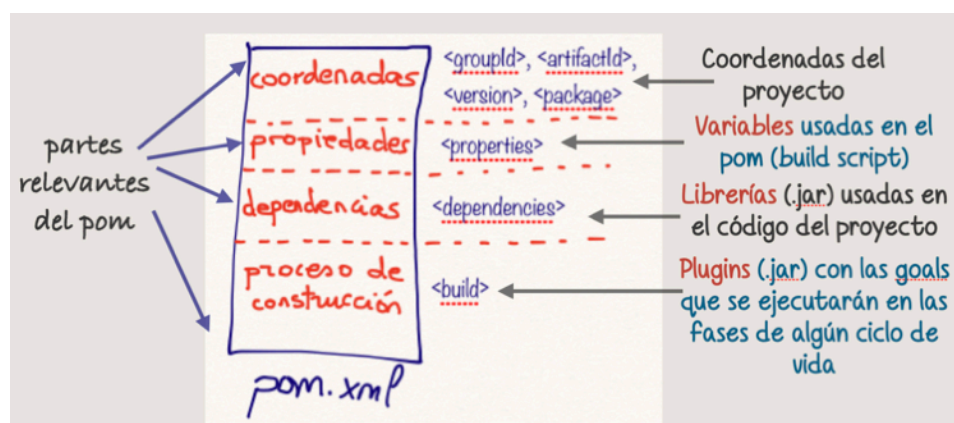 partes
relevantes
del pom
coordenadas
propiedades
dependencias
proceso de
construcción
pom.xml
<groupId>, <artifactId>,
<version>, <package>
<properties>
<dependencies>
<build>
Coordenadas del
proyecto
Variables usadas en el
pom (build script)
Librerías (.jar) usadas en
el código del proyecto
Plugins (.jar) con las goals
que se ejecutarán en las
fases de algún ciclo de
vida